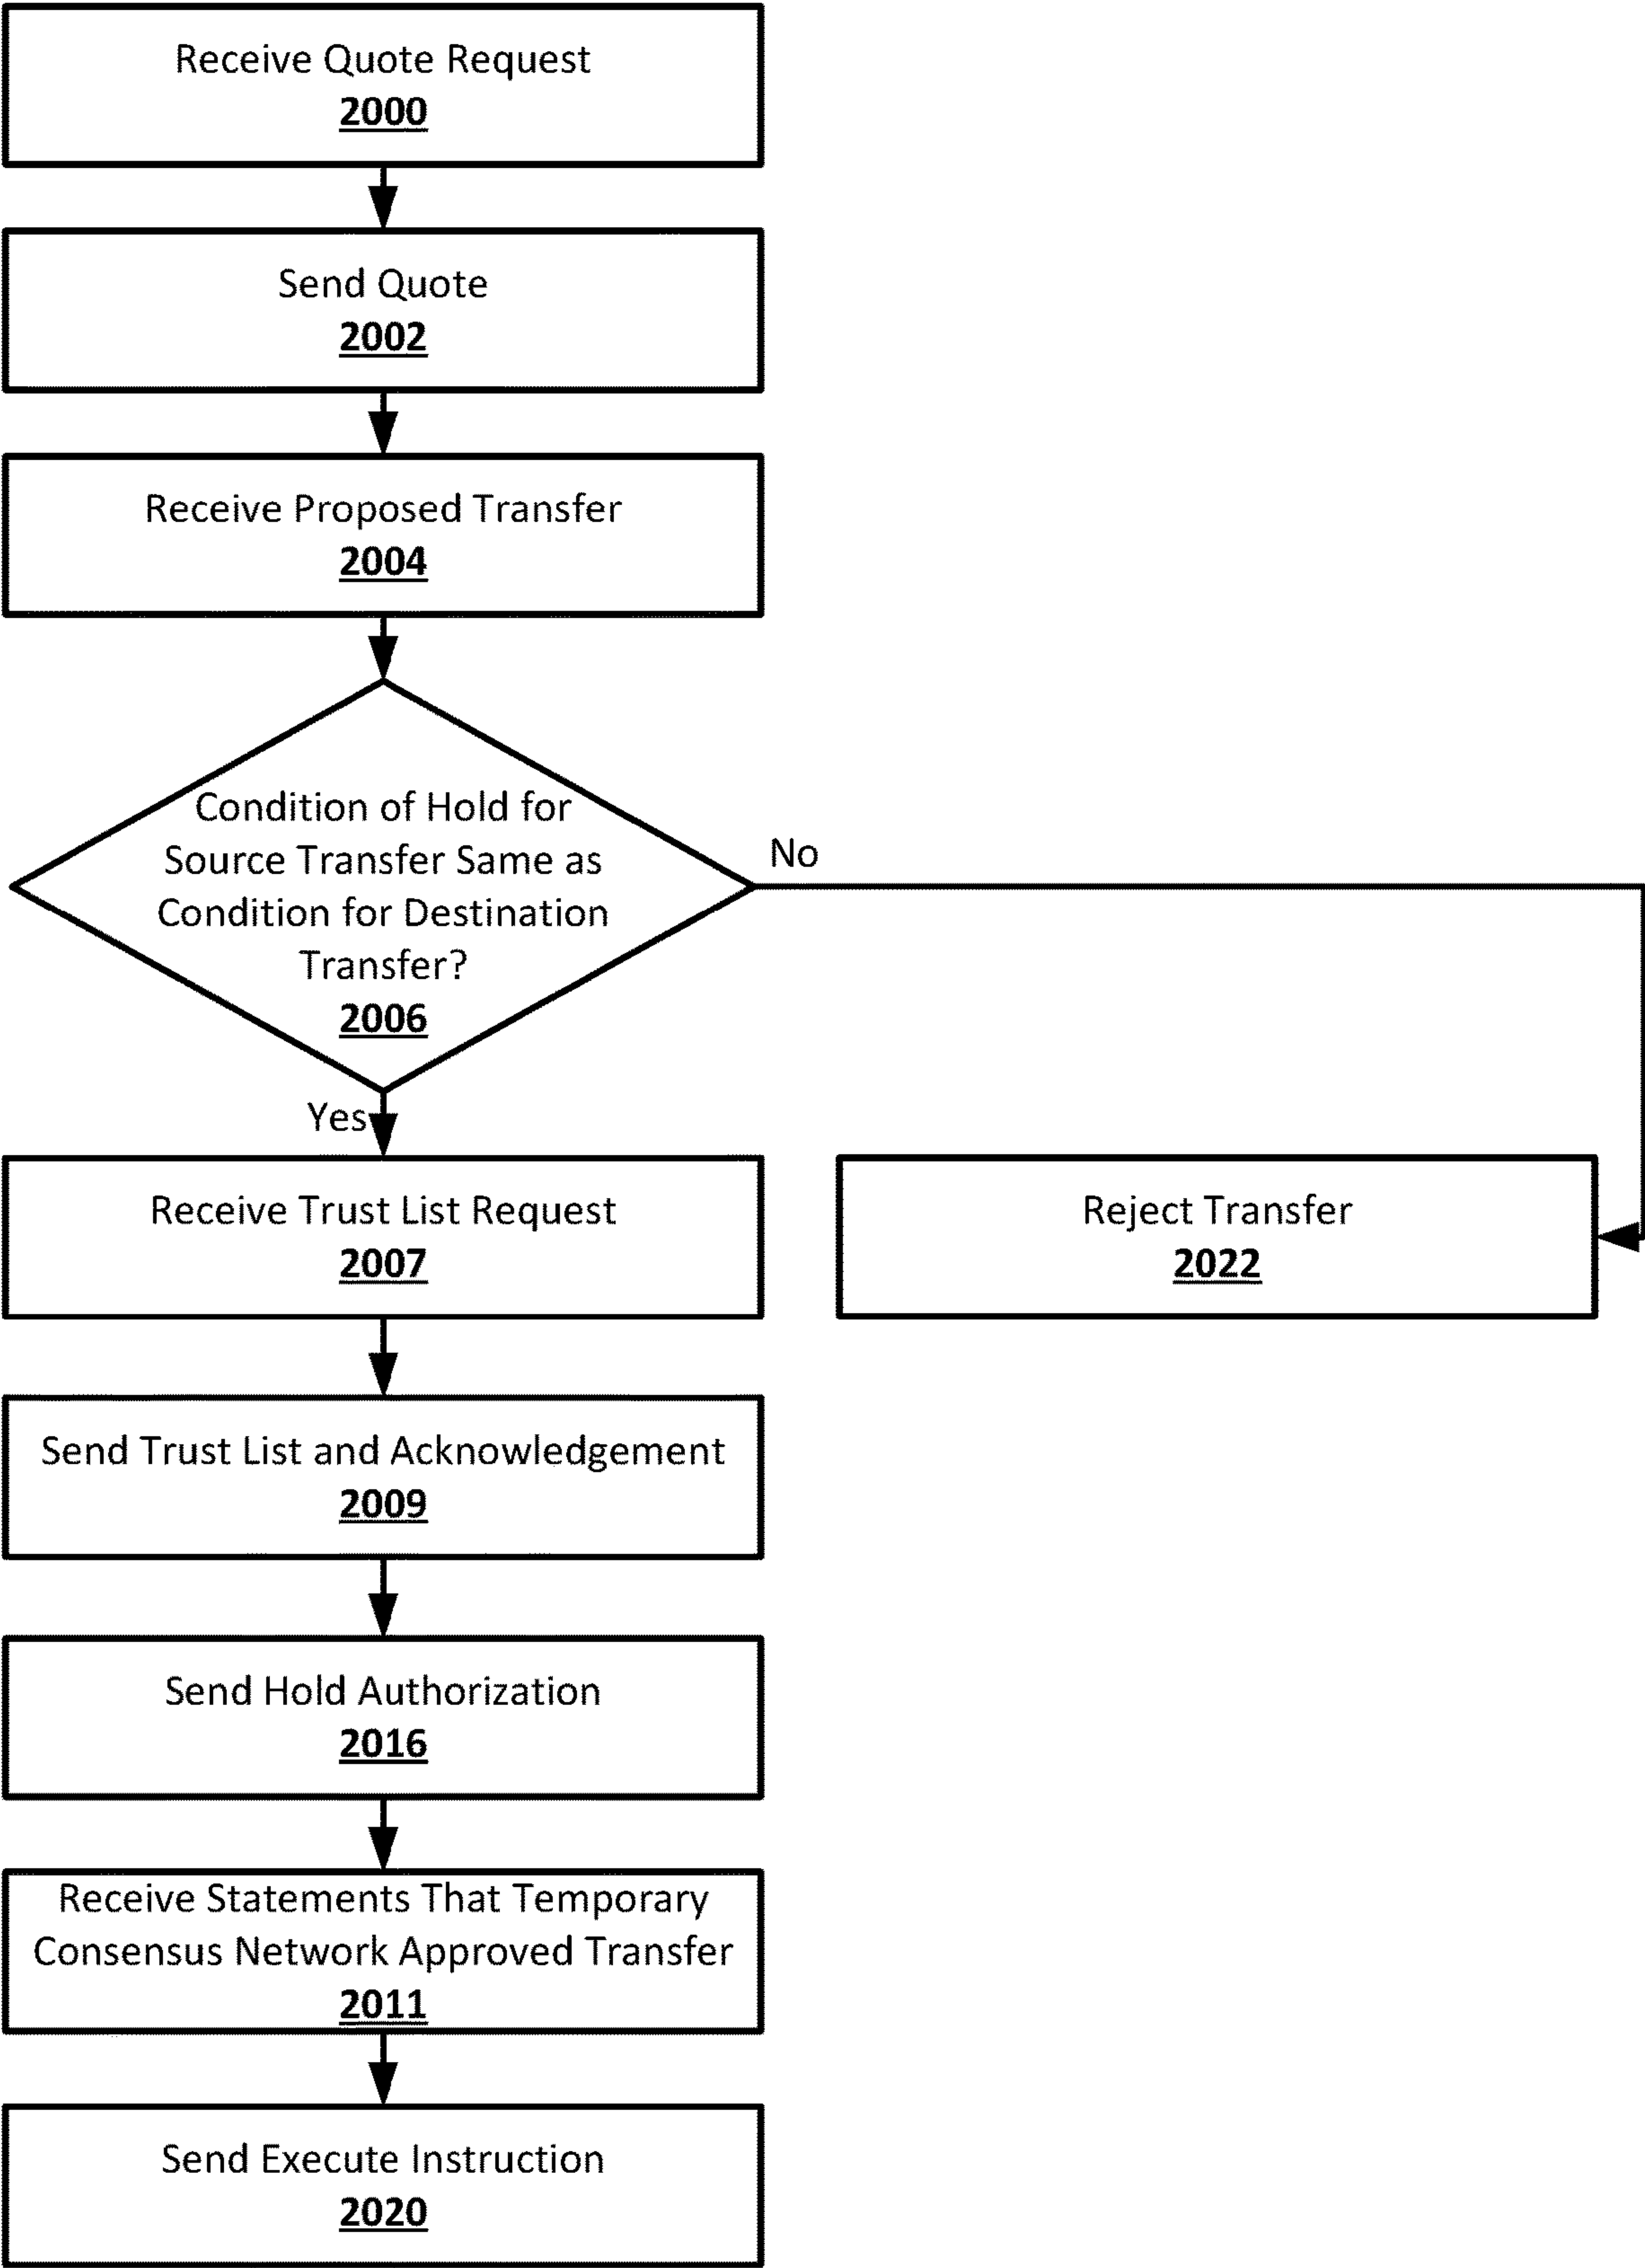 Receive Quote Request
2000
Send Quote
2002
Receive Proposed Transfer
2004
Condition of Hold for
Source Transfer Same as
Condition for Destination
Transfer?
2006
No
Yes
Receive Trust List Request
2007
Reject Transfer
2022
Send Trust List and Acknowledgement
2009
Send Hold Authorization
2016
Receive Statements That Temporary
Consensus Network Approved Transfer
2011
Send Execute Instruction
2020